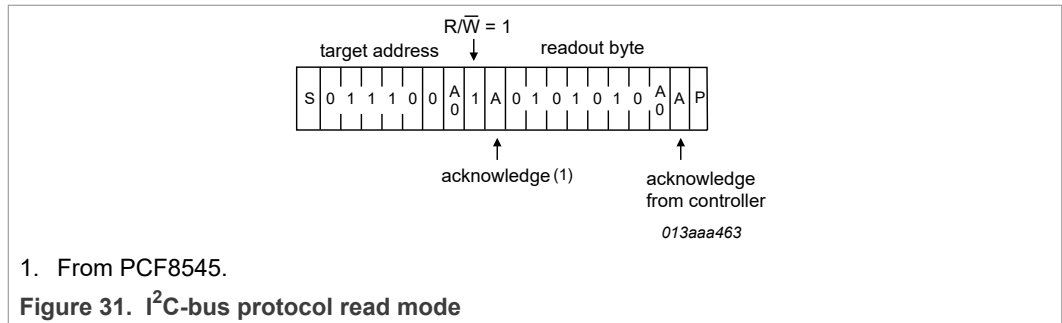 R/W̅ = 1
target address readout byte
S 0 1 1 1 0 0 A0 1 A 0 1 0 1 0 1 0 A0 A P
acknowledge (1) acknowledge
from controller
013aaa463
1. From PCF8545.
Figure 31. I²C-bus protocol read mode